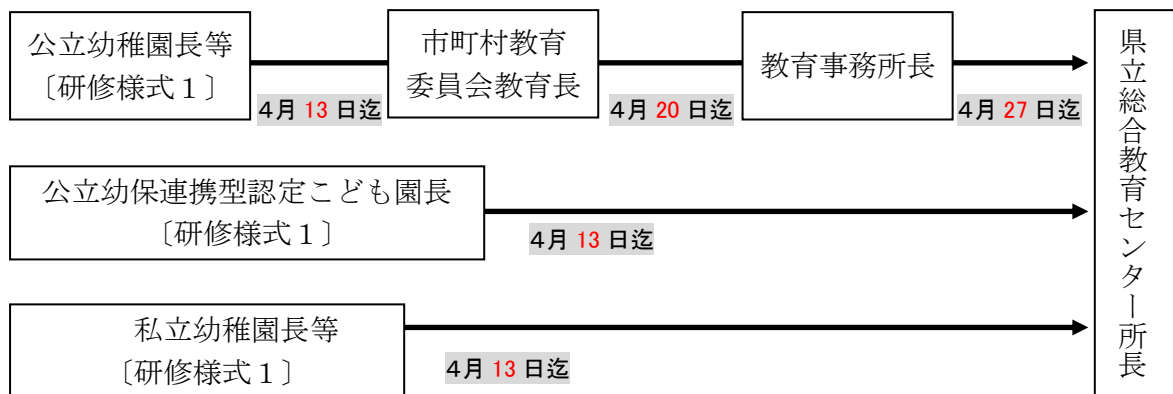 公立幼稚園長等
〔研修様式１〕
4月 13 日迄
市町村教育
委員会教育長
4月 20 日迄
教育事務所長
4月 27 日迄
県立総合教育センター所長
公立幼保連携型認定こども園長
〔研修様式１〕
4月 13 日迄
私立幼稚園長等
〔研修様式１〕
4月 13 日迄